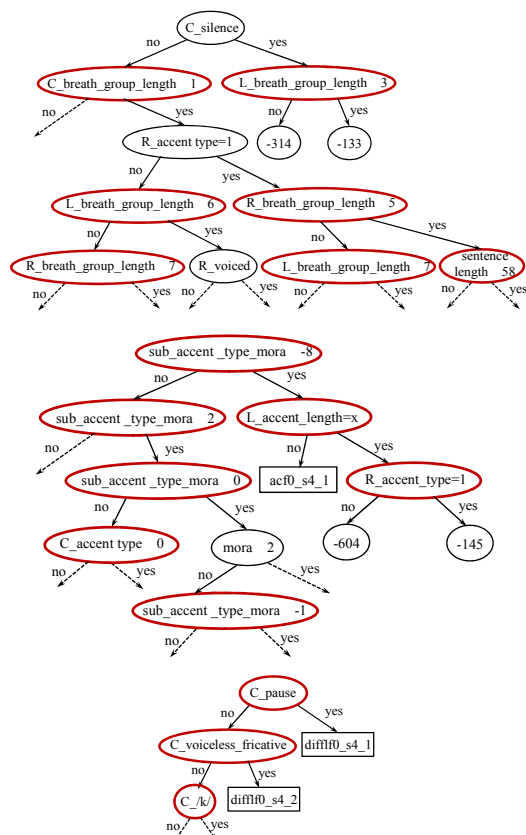 C_silence
no yes
C_breath_group_length 1 L_breath_group_length 3
no yes no yes
R_accent type=1 -314 -133
no yes
L_breath_group_length 6 R_breath_group_length 5
no yes no yes
R_breath_group_length 7 R_voiced L_breath_group_length 7 sentence
length 58
no yes no yes no yes no yes
sub_accent _type_mora -8
no yes
sub_accent _type_mora 2 L_accent_length=x
no yes no yes
sub_accent _type_mora 0 acf0_s4_1 R_accent_type=1
no yes no yes
C_accent type 0 mora 2 -604 -145
no yes no yes
sub_accent _type_mora -1
no yes
C_pause
no yes
C_voiceless_fricative difflf0_s4_1
no yes
C_/k/ difflf0_s4_2
no yes